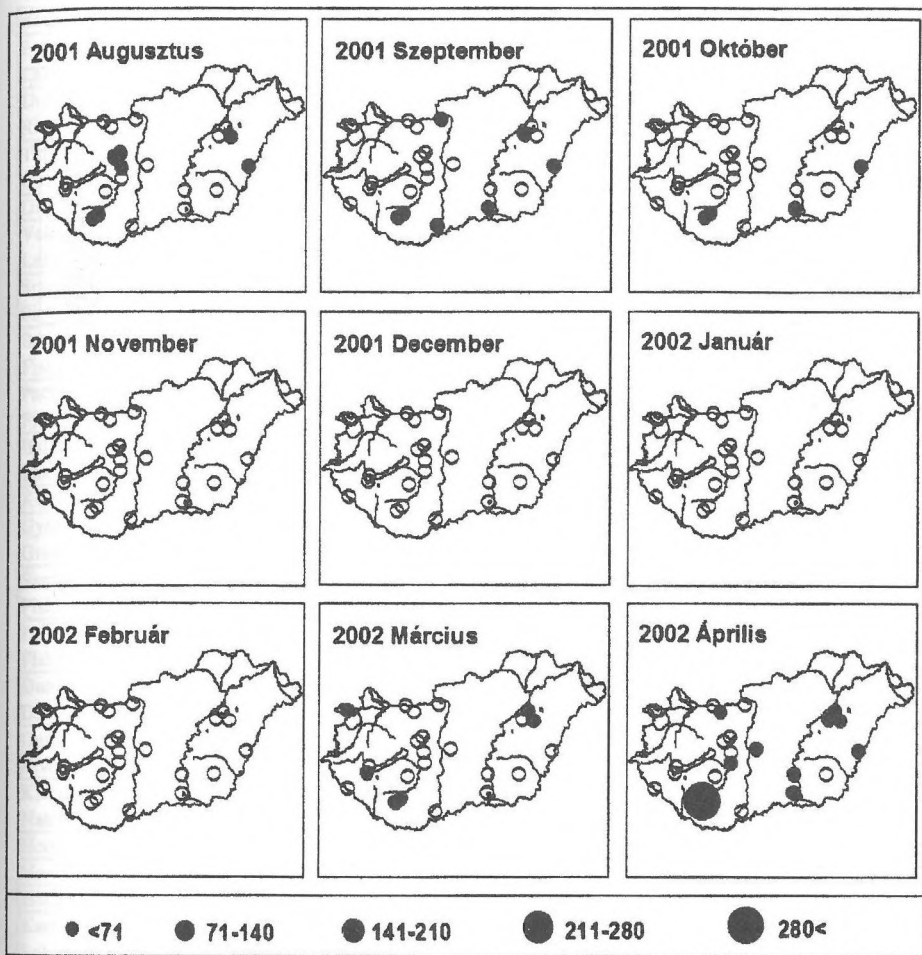 2001 Augusztus
2001 Szeptember
2001 Október
2001 November
2001 December
2002 Január
2002 Február
2002 Március
2002 Április
<71
71-140
141-210
211-280
280<